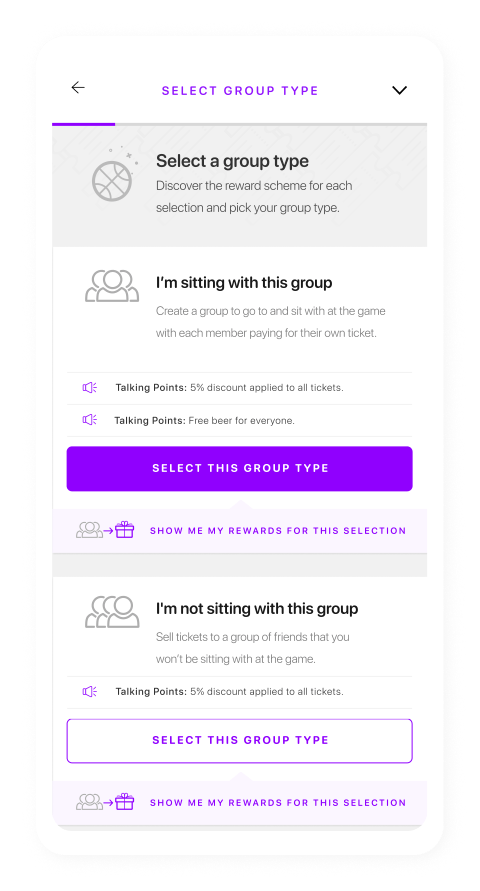 SELECT GROUP TYPE
Select a group type
Discover the reward scheme for each
selection and pick your group type.
I’m sitting with this group
Create a group to go to and sit with at the game
with each member paying for their own ticket.
Talking Points: 5% discount applied to all tickets.
Talking Points: Free beer for everyone.
SELECT THIS GROUP TYPE
SHOW ME MY REWARDS FOR THIS SELECTION
I'm not sitting with this group
Sell tickets to a group of friends that you
won’t be sitting with at the game.
Talking Points: 5% discount applied to all tickets.
SELECT THIS GROUP TYPE
SHOW ME MY REWARDS FOR THIS SELECTION